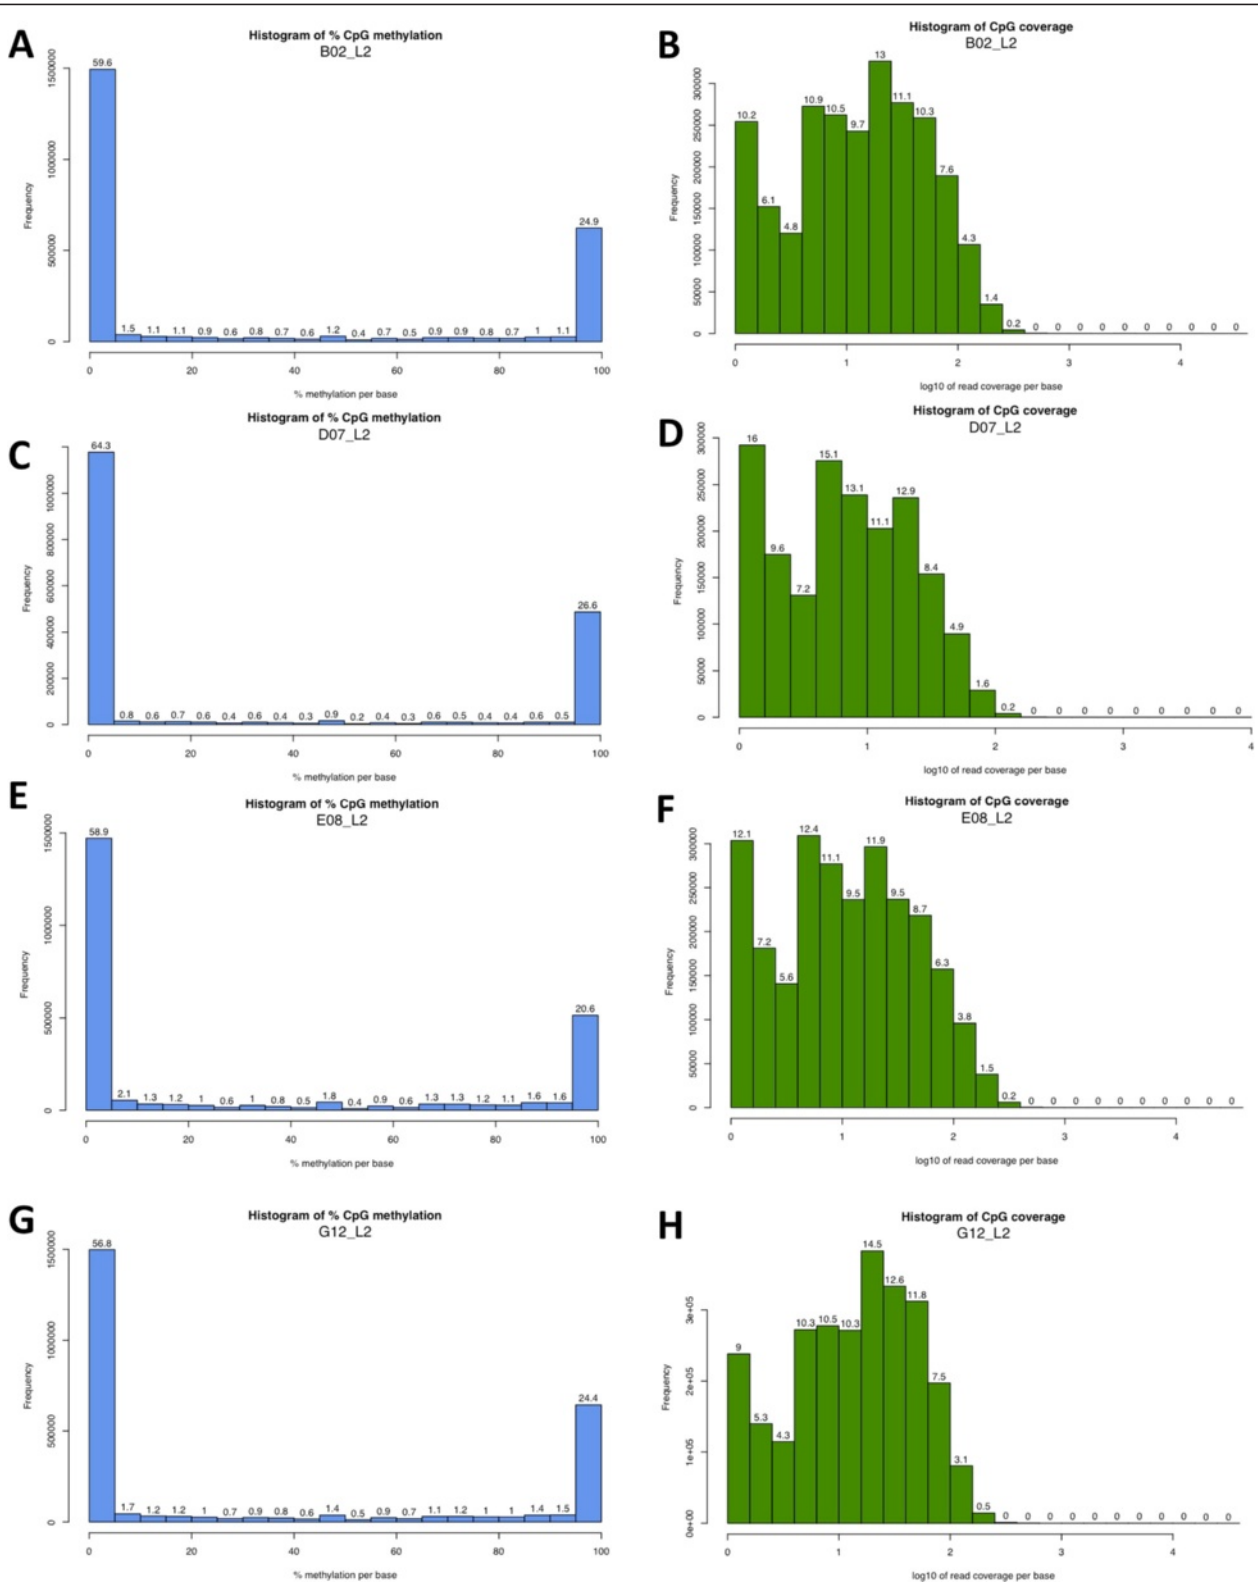 A
Histogram of % CpG methylation
B02_L2
Frequency
0 500000 1000000 1500000
59.6 1.5 1.1 1.1 0.9 0.6 0.8 0.7 0.6 1.2 0.4 0.7 0.5 0.9 0.9 0.8 0.7 1 1.1 24.9
0 20 40 60 80 100
% methylation per base
B
Histogram of CpG coverage
B02_L2
Frequency
0 50000 100000 150000 200000 250000 300000
10.2 6.1 4.8 10.9 10.5 9.7 13 11.1 10.3 7.6 4.3 1.4 0.2 0 0 0 0 0 0 0 0 0 0
0 1 2 3 4
log10 of read coverage per base
C
Histogram of % CpG methylation
D07_L2
Frequency
0 200000 400000 6000000 8000000 1000000
64.3 0.8 0.6 0.7 0.6 0.4 0.6 0.4 0.3 0.9 0.2 0.4 0.3 0.6 0.5 0.4 0.4 0.6 0.5 26.6
0 20 40 60 80 100
% methylation per base
D
Histogram of CpG coverage
D07_L2
Frequency
0 50000 100000 150000 200000 250000 300000
16 9.6 7.2 15.1 13.1 11.1 12.9 8.4 4.9 1.6 0.2 0 0 0 0 0 0 0 0 0
0 1 2 3 4
log10 of read coverage per base
E
Histogram of % CpG methylation
E08_L2
Frequency
0 500000 1000000 1500000
58.9 2.1 1.3 1.2 1 0.6 1 0.8 0.5 1.8 0.4 0.9 0.6 1.3 1.3 1.2 1.1 1.6 1.6 20.6
0 20 40 60 80 100
% methylation per base
F
Histogram of CpG coverage
E08_L2
Frequency
0 50000 100000 150000 200000 250000 300000
12.1 7.2 5.6 12.4 11.1 9.5 11.9 9.5 8.7 6.3 3.8 1.5 0.2 0 0 0 0 0 0 0 0 0 0
0 1 2 3 4
log10 of read coverage per base
G
Histogram of % CpG methylation
G12_L2
Frequency
0 500000 1000000 1500000
56.8 1.7 1.2 1.2 1 0.7 0.9 0.8 0.6 1.4 0.5 0.9 0.7 1.1 1.2 1 1 1.4 1.5 24.4
0 20 40 60 80 100
% methylation per base
H
Histogram of CpG coverage
G12_L2
Frequency
0e+00 1e+05 2e+05 3e+05
9 5.3 4.3 10.3 10.5 10.3 14.5 12.6 11.8 7.5 3.1 0.5 0 0 0 0 0 0 0 0 0 0 0
0 1 2 3 4
log10 of read coverage per base